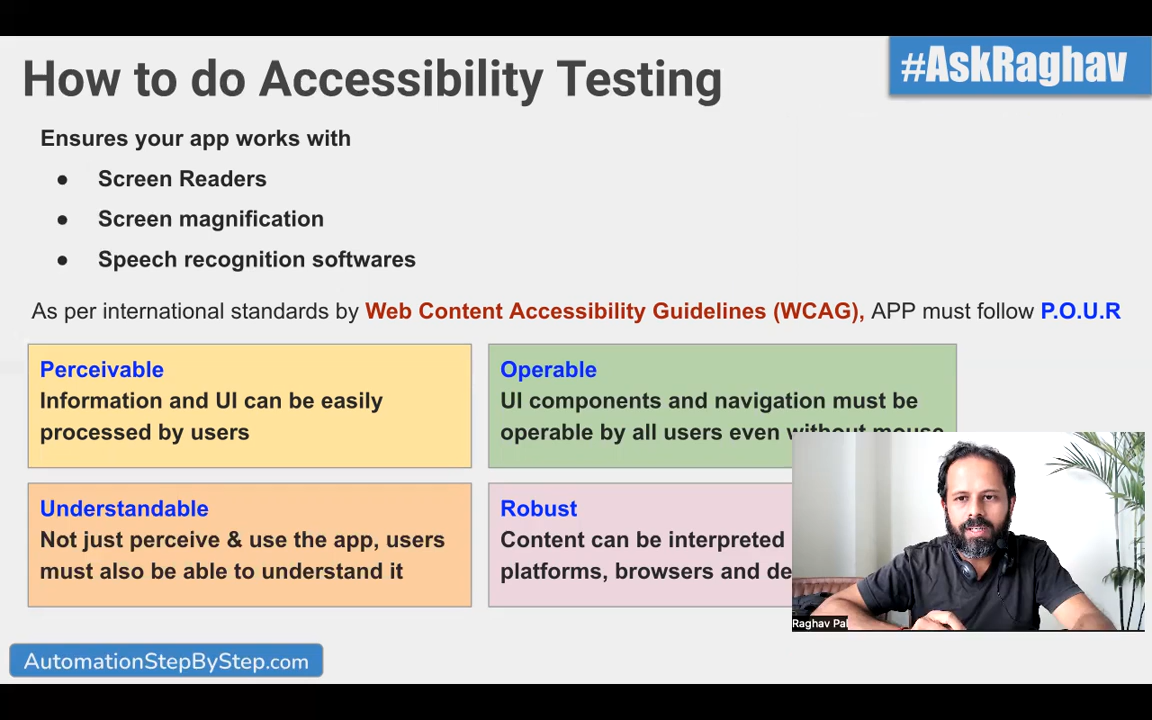 How to do Accessibility Testing
#AskRaghav
Ensures your app works with
● Screen Readers
● Screen magnification
● Speech recognition softwares
As per international standards by Web Content Accessibility Guidelines (WCAG), APP must follow P.O.U.R
Perceivable
Information and UI can be easily
processed by users
Operable
UI components and navigation must be
operable by all users even without mouse
Understandable
Not just perceive & use the app, users
must also be able to understand it
Robust
Content can be interpreted
platforms, browsers and
Raghav Pal
AutomationStepByStep.com